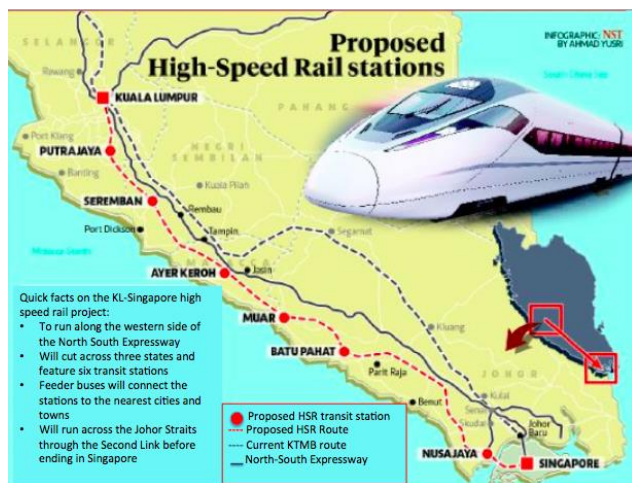 Proposed
High-Speed Rail stations
INFOGRAPHIC: NST
BY AHMAD YUSRI
SELANGOR
Rawang
KUALA LUMPUR
South China Sea
PAHANG
Port Klang
PUTRAJAYA
NEGRI
SEMBILAN
Banting
Kuala Pilah
SEREMBAN
Rembau
Port Dickson
Tampin
Segamat
MALACCA
AYER KEROH
Jasin
MUAR
Kluang
BATU PAHAT
JOHOR
Parit Raja
Benut
Kulai
Senai
Skudai
Johor
Baru
NUSAJAYA
SINGAPORE
Quick facts on the KL-Singapore high
speed rail project:
• To run along the western side of
the North South Expressway
• Will cut across three states and
feature six transit stations
• Feeder buses will connect the
stations to the nearest cities and
towns
• Will run across the Johor Straits
through the Second Link before
ending in Singapore
Proposed HSR transit station
Proposed HSR Route
Current KTMB route
North-South Expressway